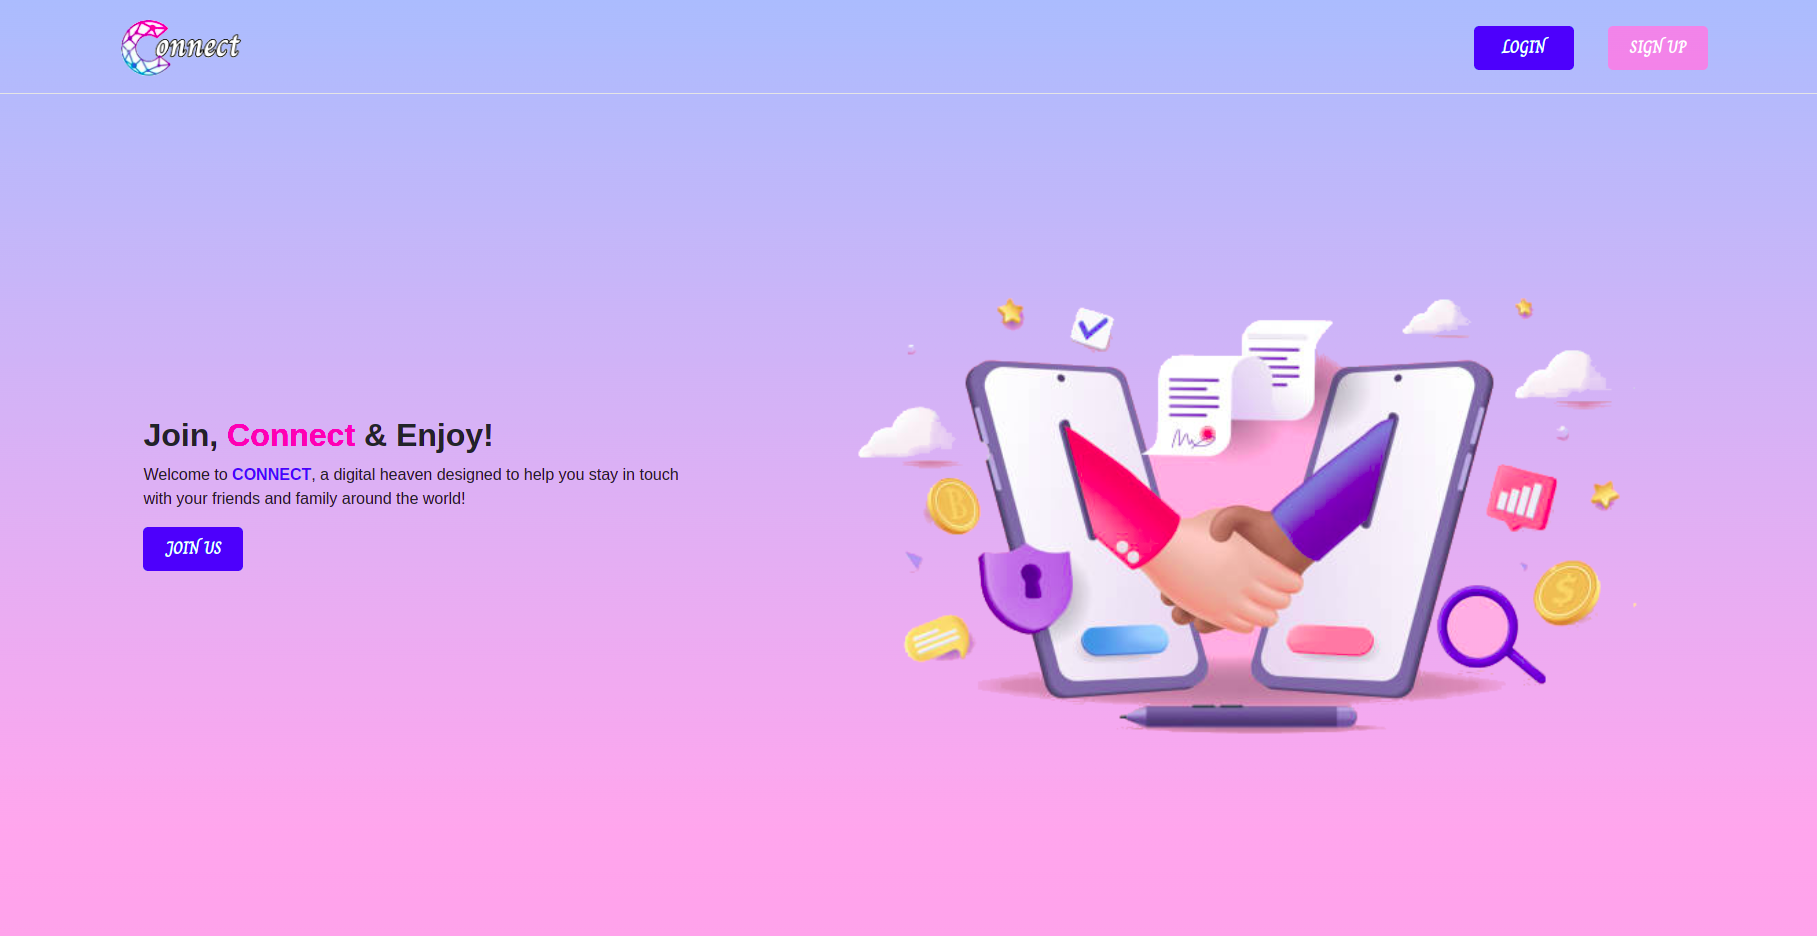 Connect
LOGIN
SIGN UP
Join, Connect & Enjoy!
Welcome to CONNECT, a digital heaven designed to help you stay in touch
with your friends and family around the world!
JOIN US